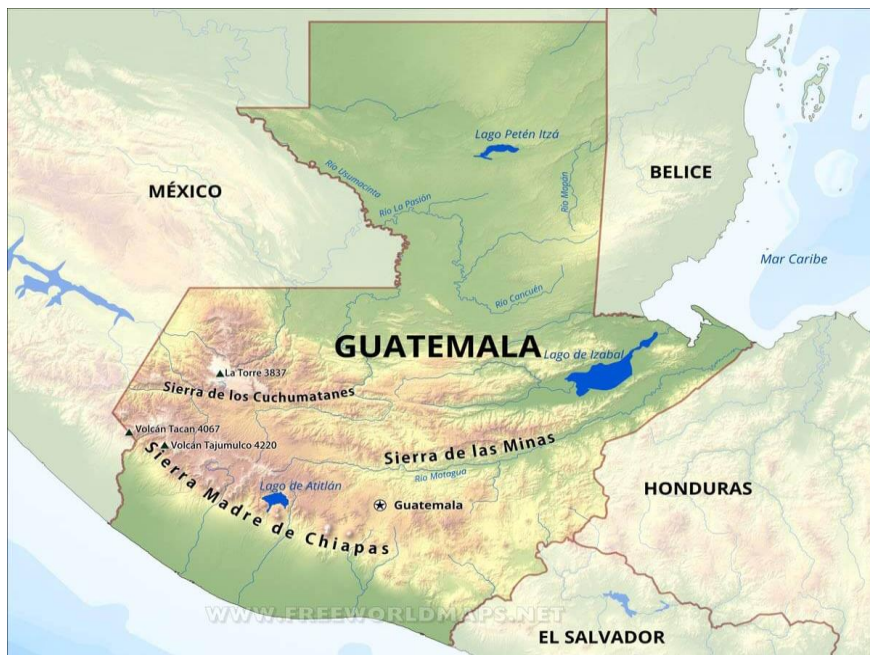 Lago Petén Itzá
MÉXICO
Río Usumacinta
Río La Pasión
Río Mapán
BELICE
Mar Caribe
Río Cancuén
GUATEMALA
Lago de Izabal
La Torre 3837
Sierra de los Cuchumatanes
Volcán Tacan 4067
Volcán Tajumulco 4220
Sierra de las Minas
Río Motagua
Lago de Atitlán
Guatemala
HONDURAS
Sierra Madre de Chiapas
WWW.FREEWORLDMAPS.NET
EL SALVADOR